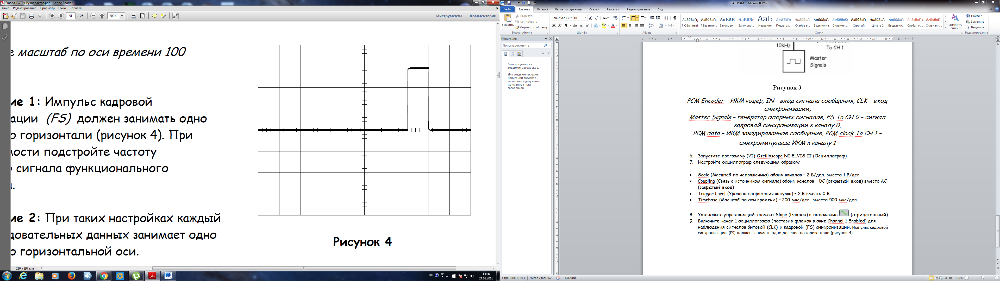 Emona-FOTEx-Руководство.pdf - Adobe Reader
Файл Редактирование Просмотр Окно Справка
51 / 251 300% Инструменты Комментарии
е масштаб по оси времени 100
ие 1: Импульс кадровой
ации (FS) должен занимать одно
о горизонтали (рисунок 4). При
мости подстройте частоту
о сигнала функционального
а.
ие 2: При таких настройках каждый
довательных данных занимает одно
о горизонтальной оси.
Рисунок 4
210 x 297 мм
ЛАБ ИКМ - Microsoft Word
Файл Главная Вставка Разметка страницы Ссылки Рассылки Рецензирование Вид
Вставить
Вырезать
Копировать
Формат по образцу
Буфер обмена
Comic Sans M 10
Шрифт
Абзац
АаБбВвГг, АаБбВвГг, АаБбВ АаБбВв АаБ АаБбВв. АаБбВвГг АаБбВвГг АаБбВвГг АаБбВвГг, АаБбВвГг АаБбВвГг АаБбВвГг, АаБбВвГг,
¶ Обычный ¶ Без инте... Заголово... Заголово... Название Подзагол... Слабое в... Выделение Сильное ... Строгий Цитата 2 Выделенн... Слабая сс... Сильная с...
Стили
Изменить стили
Найти
Заменить
Выделить
Редактирование
Навигация
Поиск в документе
Этот документ не
содержит заголовков.
Для создания вкладок
навигации создайте
заголовки в документе,
применив стили
заголовков.
10kHz
To CH 1
Master
Signals
Рисунок 3
PCM Encoder – ИКМ кодер, IN – вход сигнала сообщения, CLK – вход
синхронизации,
Master Signals – генератор опорных сигналов, FS To CH 0 – сигнал
кадровой синхронизации к каналу 0,
PCM data – ИКМ закодированное сообщение, PCM clock To CH 1 –
синхроимпульсы ИКМ к каналу 1
6. Запустите программу (VI) Oscilloscope NI ELVIS II (Осциллограф).
7. Настройте осциллограф следующим образом:
• Scale (Масштаб по напряжению) обоих каналов – 2 В/дел. вместо 1 В/дел.
• Coupling (Связь с источником сигнала) обоих каналов – DC (открытый вход) вместо AC
(закрытый вход)
• Trigger Level (Уровень напряжения запуска) – 2 В вместо 0 В.
• Timebase (Масштаб по оси времени) – 200 мкс/дел. вместо 500 мкс/дел.
8. Установите управляющий элемент Slope (Наклон) в положение (отрицательный).
9. Включите канал 1 осциллографа (поставив флажок в окне Channel 1 Enabled) для
наблюдения сигналов битовой (CLK) и кадровой (FS) синхронизации. Импульс кадровой
синхронизации (FS) должен занимать одно деление по горизонтали (рисунок 4).
Страница: 4 из 4 Число слов: 662 русский 130%
RU 13:36
24.01.2016